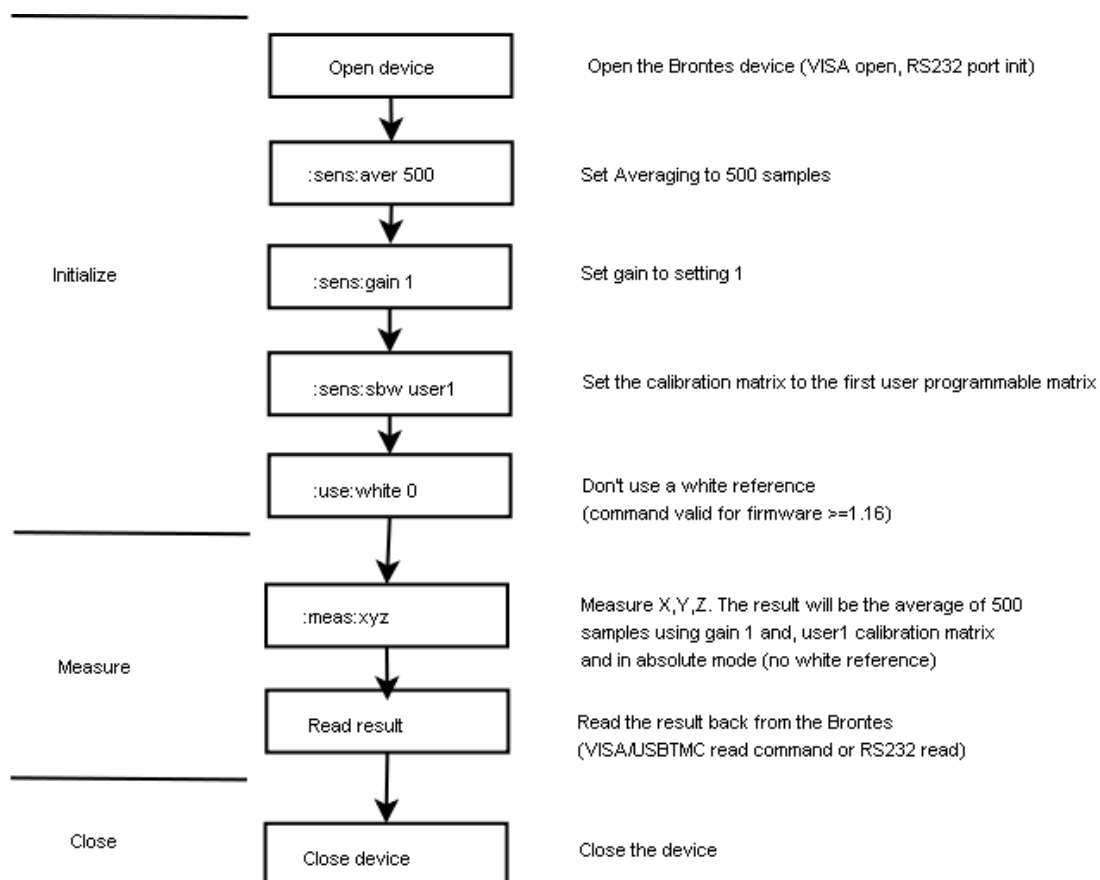 Open device
Open the Brontes device (VISA open, RS232 port init)
:sens:aver 500
Set Averaging to 500 samples
Initialize
:sens:gain 1
Set gain to setting 1
:sens:sbw user1
Set the calibration matrix to the first user programmable matrix
:use:white 0
Don't use a white reference
(command valid for firmware >=1.16)
:meas:xyz
Measure X,Y,Z. The result will be the average of 500
samples using gain 1 and, user1 calibration matrix
and in absolute mode (no white reference)
Measure
Read result
Read the result back from the Brontes
(VISA/USBTMC read command or RS232 read)
Close
Close device
Close the device